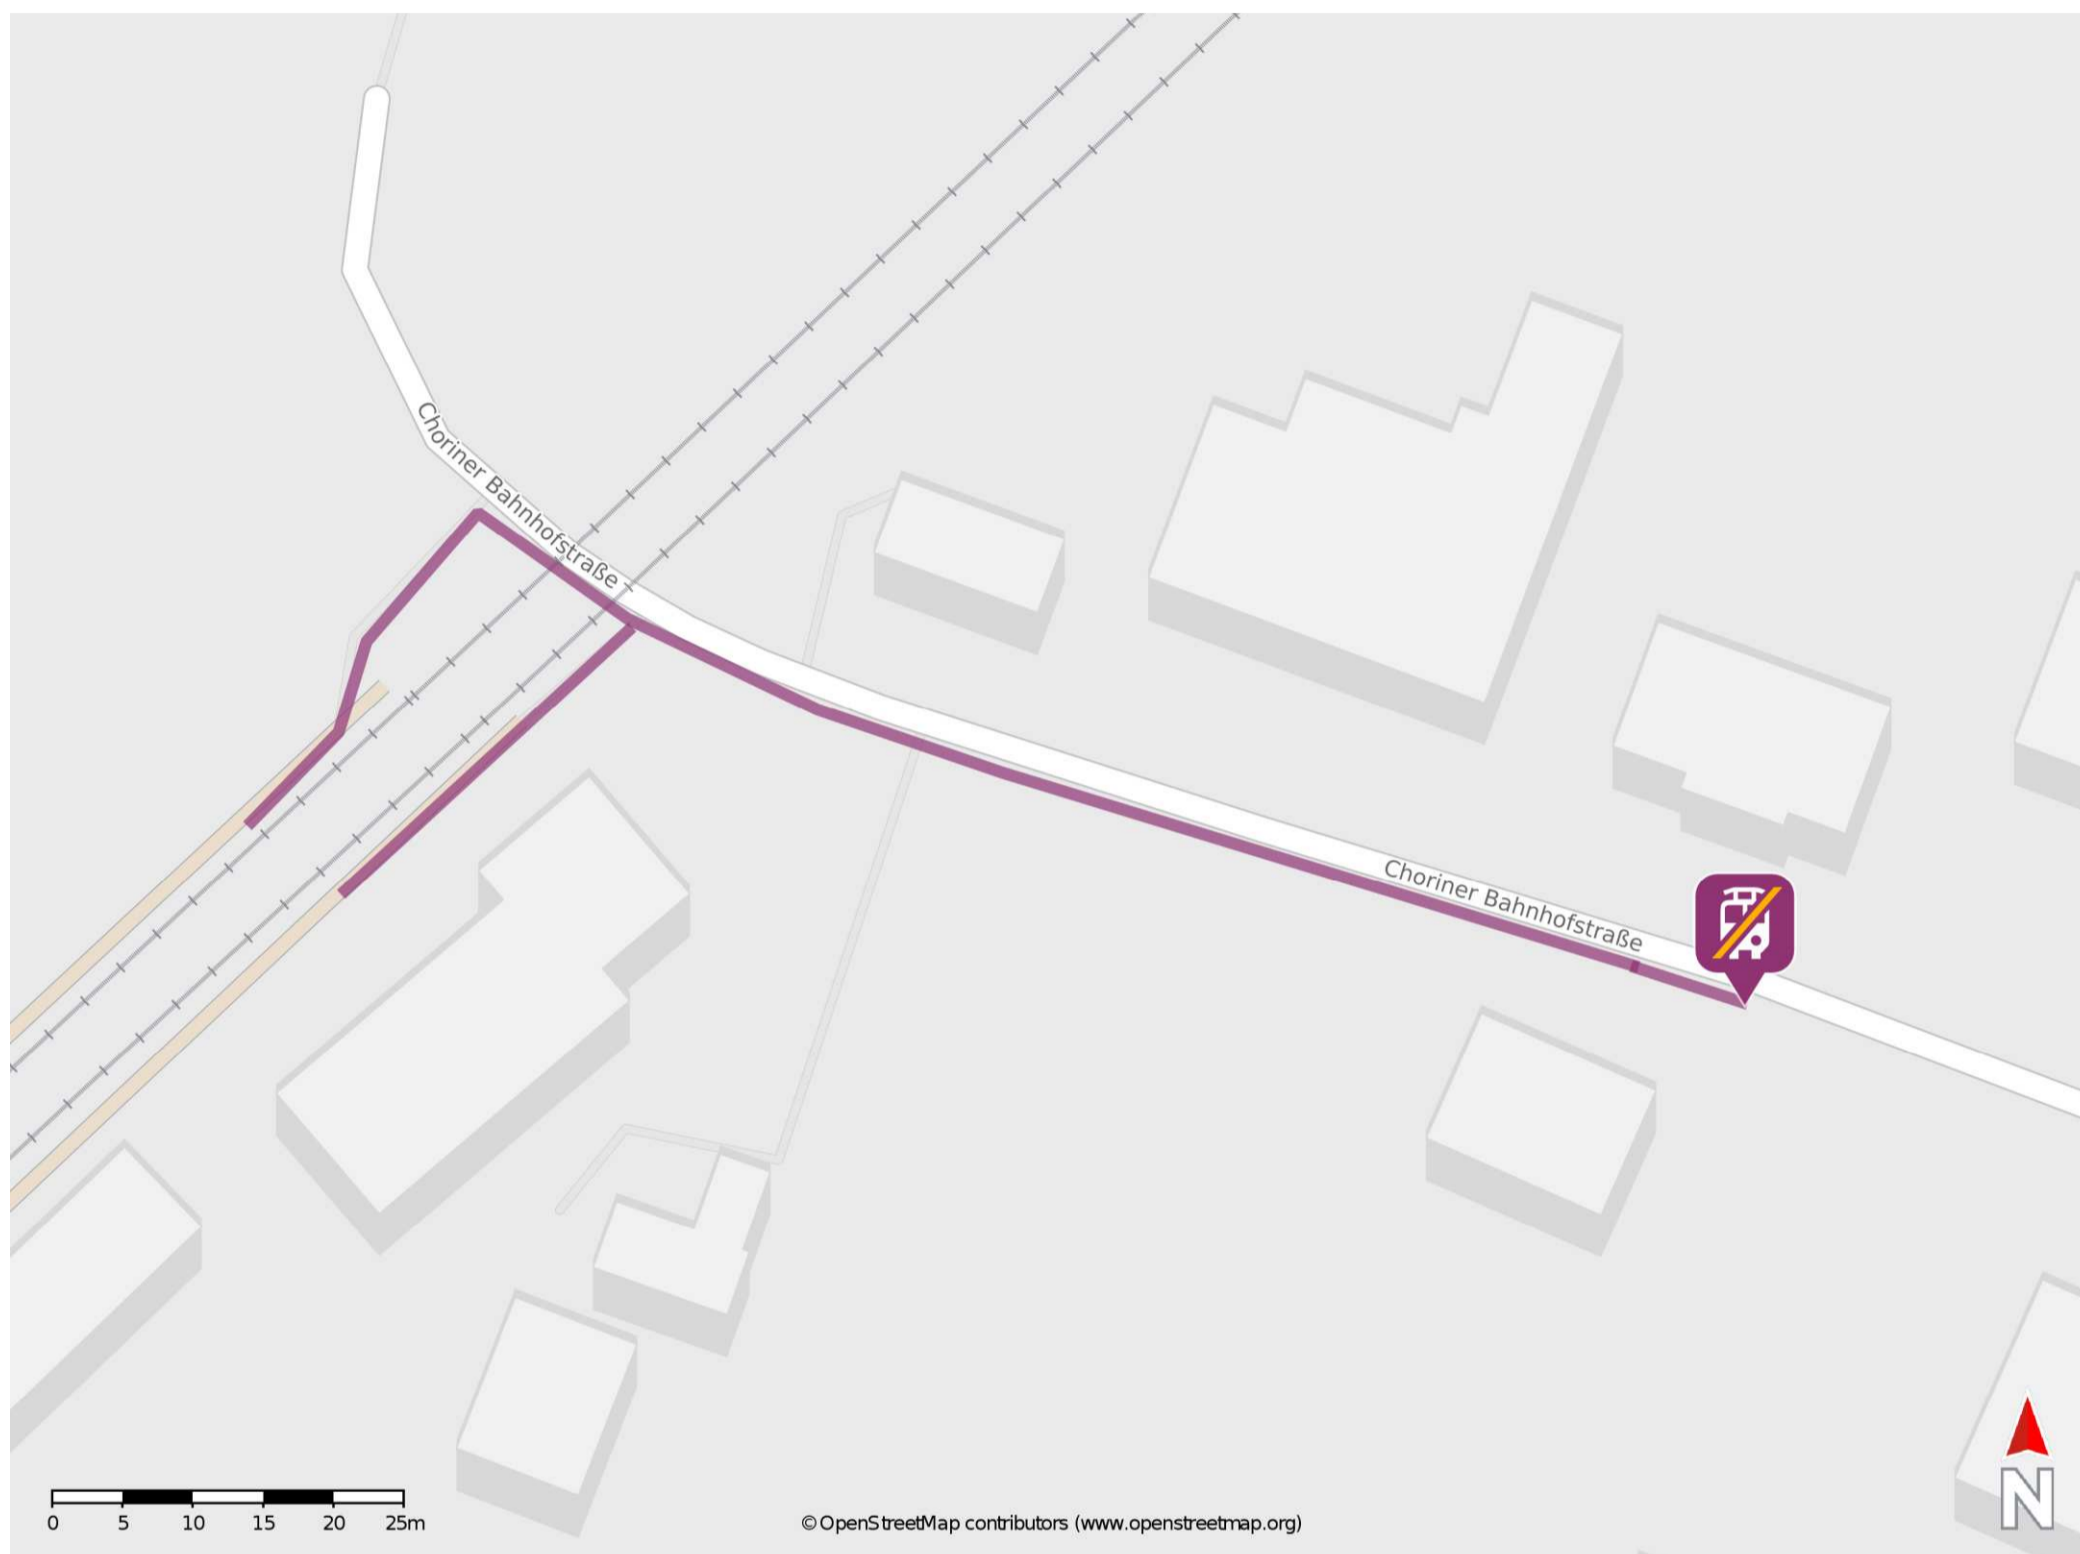 Choriner Bahnhofstraße
Choriner Bahnhofstraße
0 5 10 15 20 25m
© OpenStreetMap contributors (www.openstreetmap.org)
N